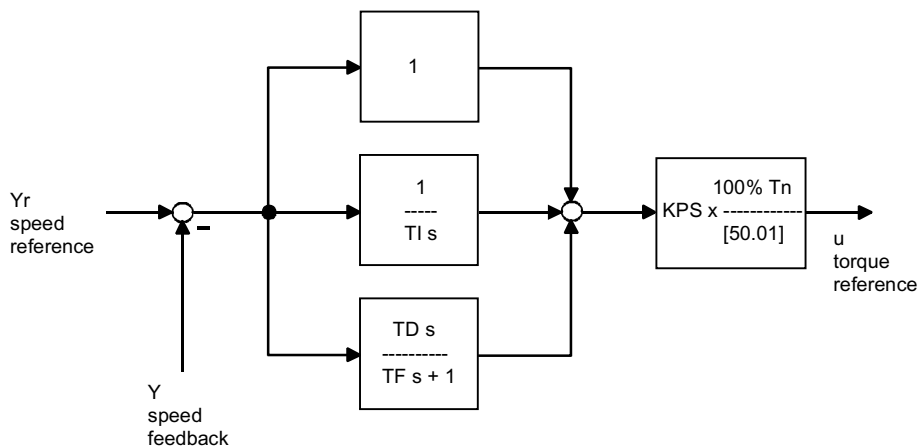 1
Yr
speed
reference
1
-----
TI s
100% Tn
KPS x -------------
[50.01]
u
torque
reference
TD s
----------
TF s + 1
Y
speed
feedback